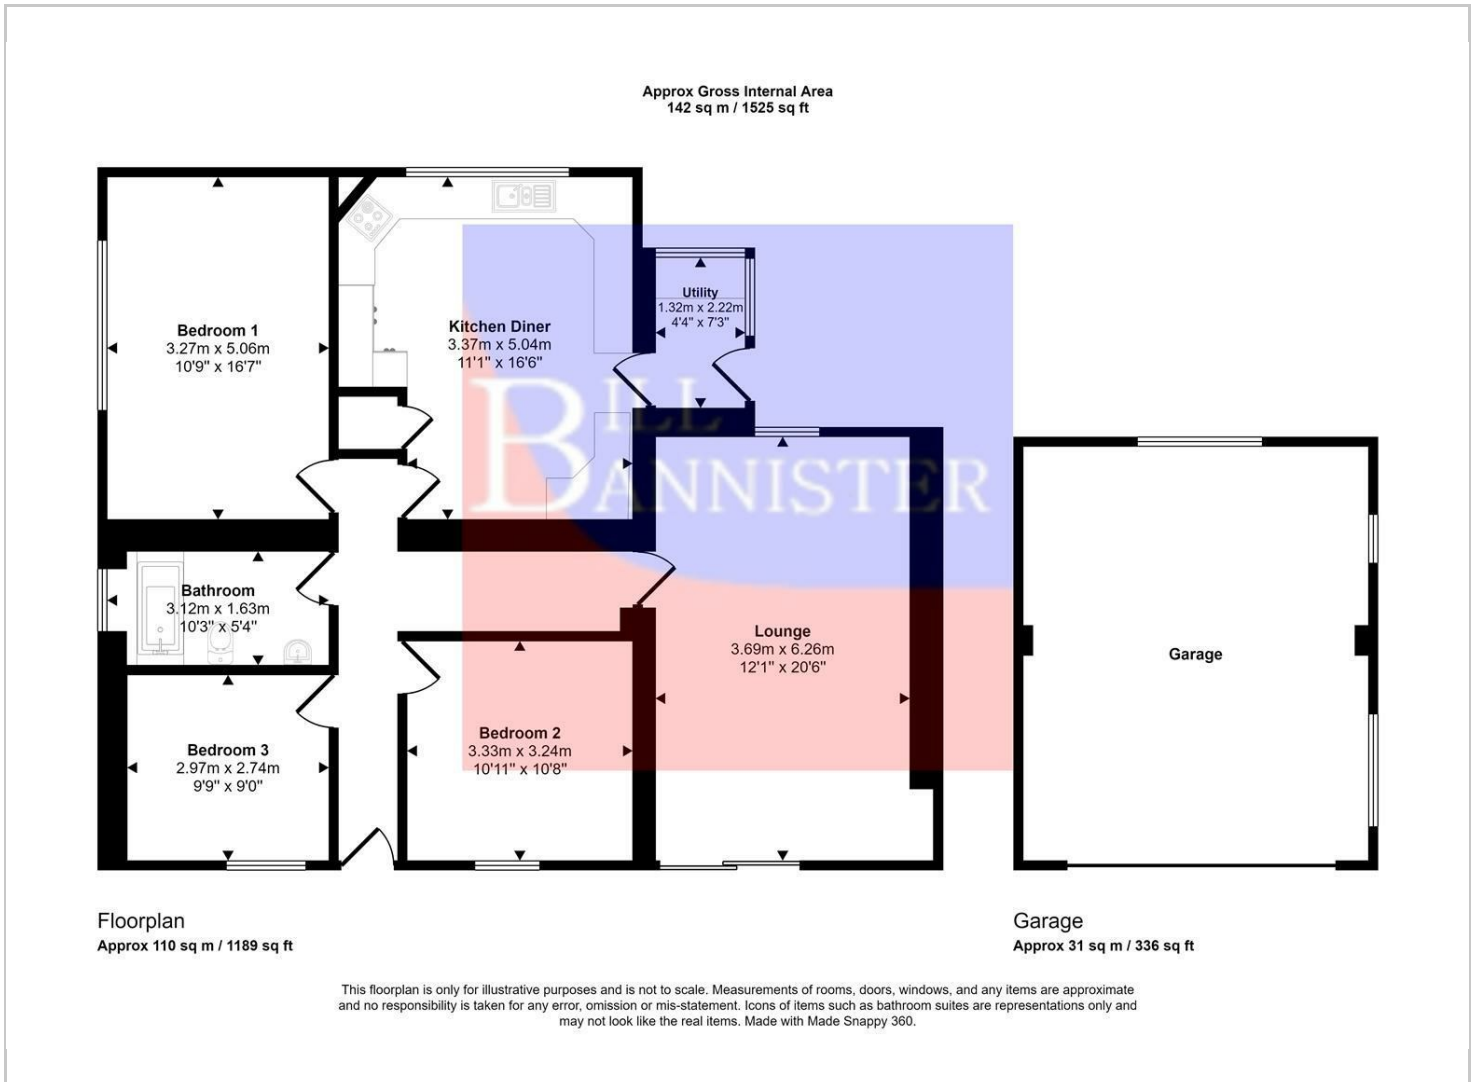 Approx Gross Internal Area
142 sq m / 1525 sq ft
Bedroom 1
3.27m x 5.06m
10'9" x 16'7"
Kitchen Diner
3.37m x 5.04m
11'1" x 16'6"
Utility
1.32m x 2.22m
4'4" x 7'3"
BILL
BANNISTER
Bathroom
3.12m x 1.63m
10'3" x 5'4"
Lounge
3.69m x 6.26m
12'1" x 20'6"
Garage
Bedroom 2
3.33m x 3.24m
10'11" x 10'8"
Bedroom 3
2.97m x 2.74m
9'9" x 9'0"
Floorplan
Approx 110 sq m / 1189 sq ft
Garage
Approx 31 sq m / 336 sq ft
This floorplan is only for illustrative purposes and is not to scale. Measurements of rooms, doors, windows, and any items are approximate
and no responsibility is taken for any error, omission or mis-statement. Icons of items such as bathroom suites are representations only and
may not look like the real items. Made with Made Snappy 360.